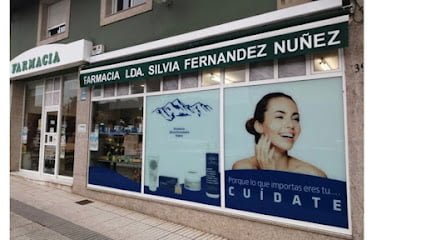 FARMACIA
FARMACIA LDA. SILVIA FERNANDEZ NUÑEZ
Porque lo que importas eres tu....
CUÍDATE